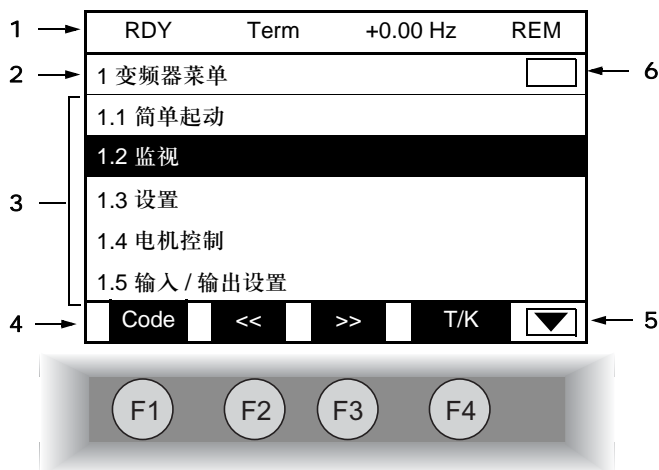 1 RDY Term +0.00 Hz REM
2 1 变频器菜单 6
1.1 简单起动
1.2 监视
3 1.3 设置
1.4 电机控制
1.5 输入 / 输出设置
4 Code << >> T/K 5
F1 F2 F3 F4